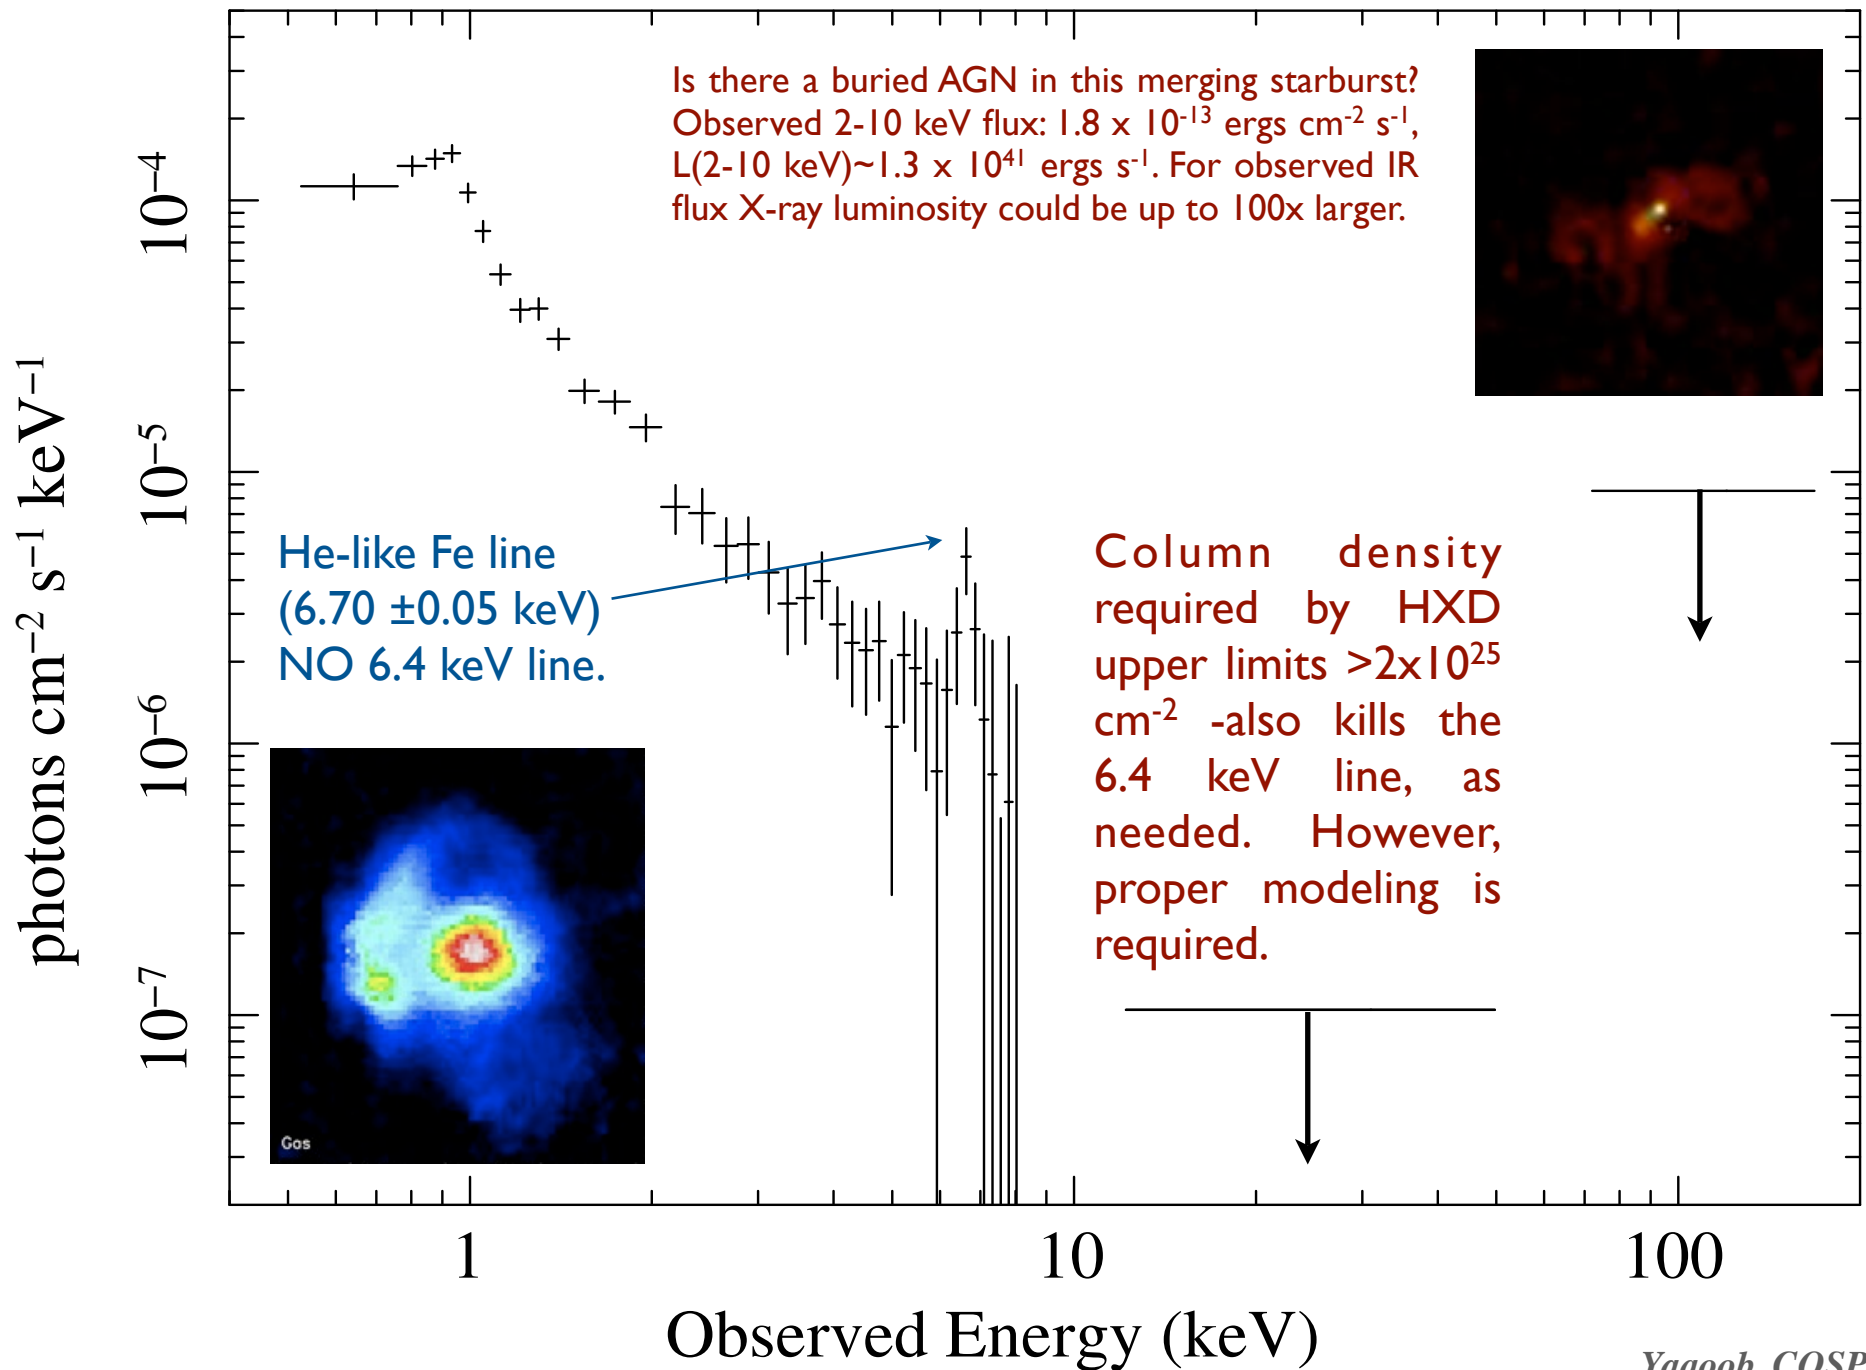 Is there a buried AGN in this merging starburst?
Observed 2-10 keV flux: 1.8 x 10⁻¹³ ergs cm⁻² s⁻¹,
L(2-10 keV)~1.3 x 10⁴¹ ergs s⁻¹. For observed IR
flux X-ray luminosity could be up to 100x larger.
He-like Fe line
(6.70 ±0.05 keV)
NO 6.4 keV line.
Column density
required by HXD
upper limits >2x10²⁵
cm⁻² -also kills the
6.4 keV line, as
needed. However,
proper modeling is
required.
Gas
photons cm⁻² s⁻¹ keV⁻¹
10⁻⁴
10⁻⁵
10⁻⁶
10⁻⁷
1 10 100
Observed Energy (keV)
Yaqoob, COSP